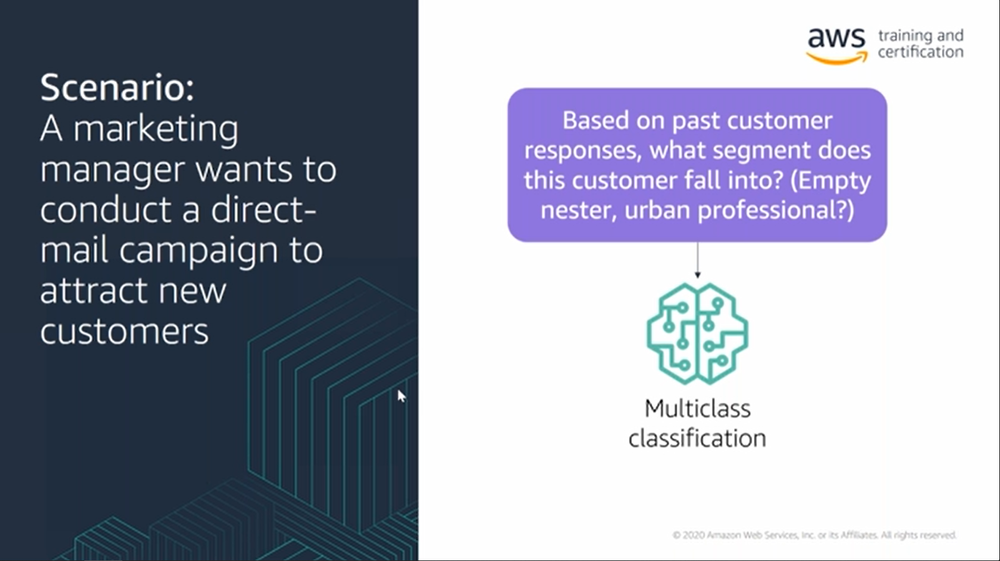 Scenario:
A marketing
manager wants to
conduct a direct-
mail campaign to
attract new
customers
aws training and
certification
Based on past customer
responses, what segment does
this customer fall into? (Empty
nester, urban professional?)
Multiclass
classification
© 2020 Amazon Web Services, Inc. or its Affiliates. All rights reserved.